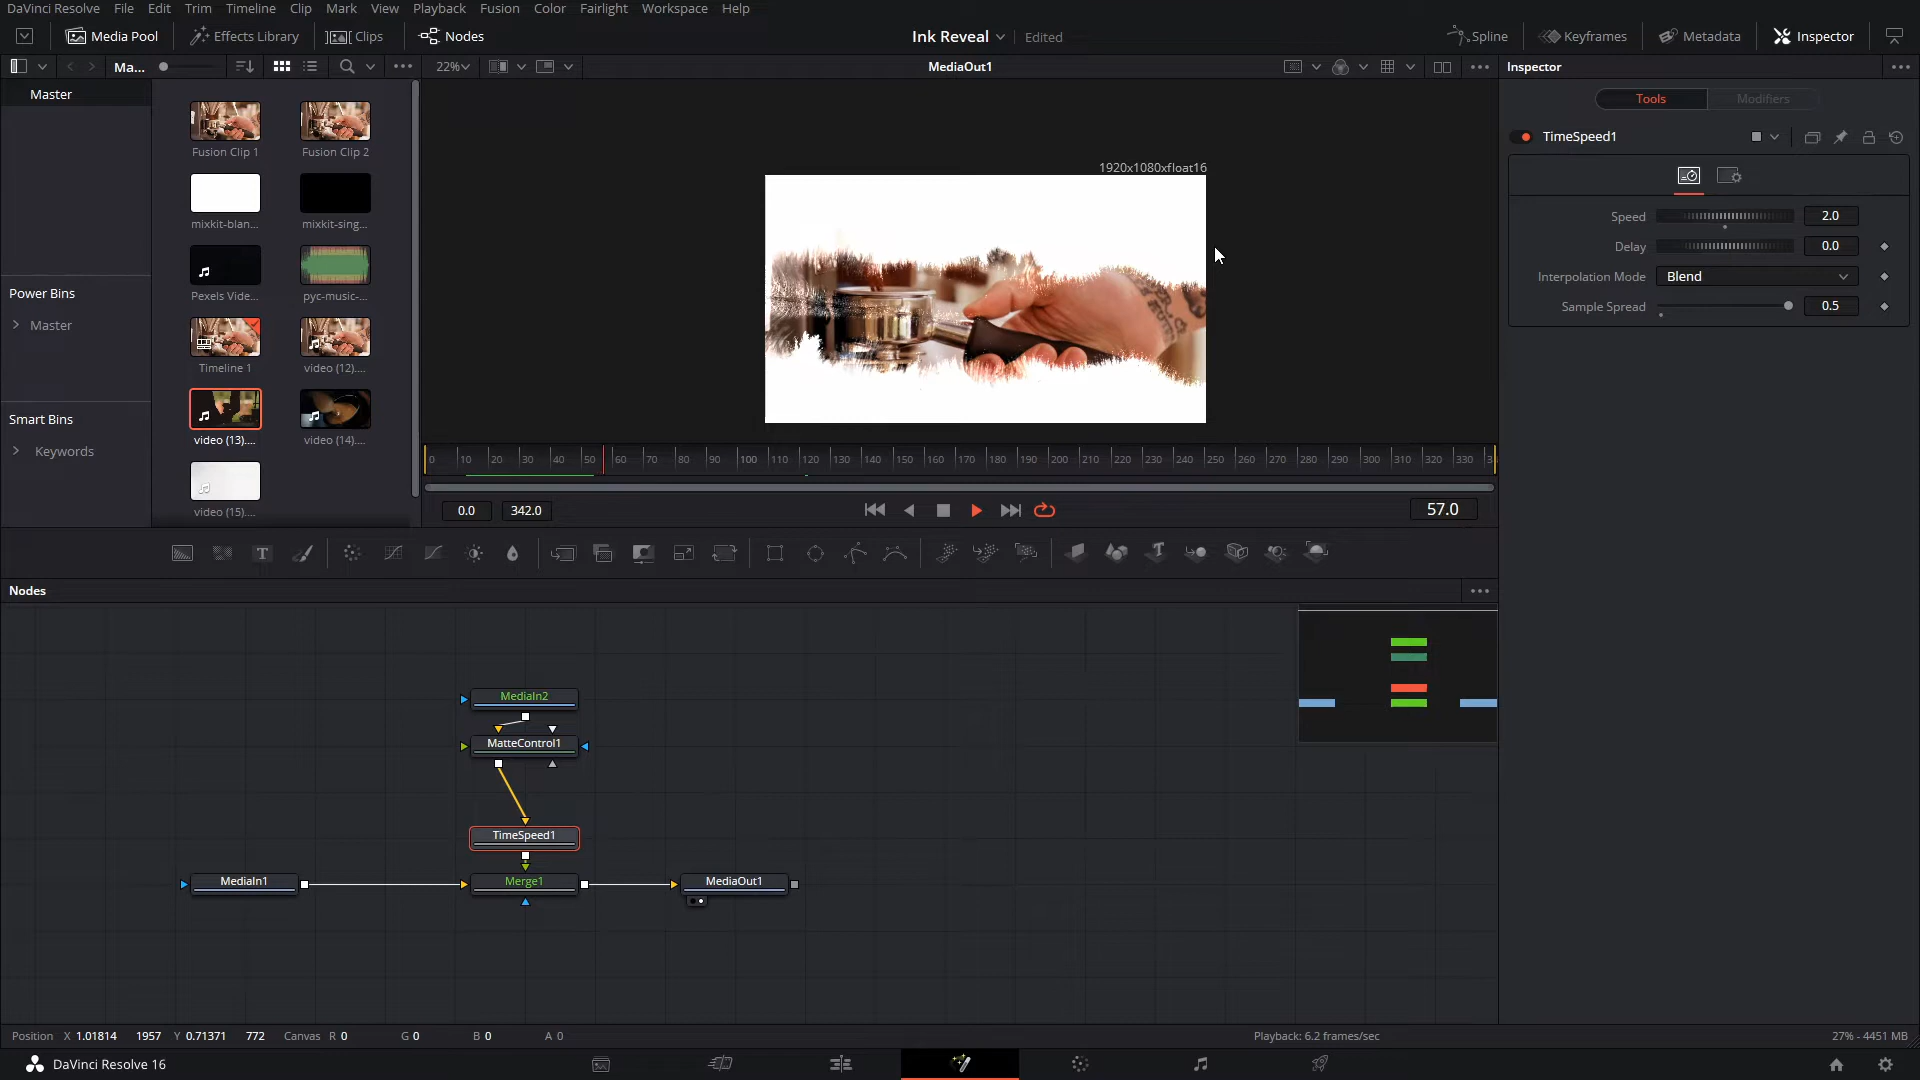 DaVinci Resolve File Edit Trim Timeline Clip Mark View Playback Fusion Color Fairlight Workspace Help
Media Pool Effects Library Clips Nodes Ink Reveal Edited Spline Keyframes Metadata Inspector
Ma... 22% MediaOut1 Inspector
Master
Tools Modifiers
TimeSpeed1
Fusion Clip 1 Fusion Clip 2
1920x1080xfloat16
mixkit-blan... mixkit-sing...
Speed 2.0
Delay 0.0
Interpolation Mode Blend
Sample Spread 0.5
Power Bins
Master
Pexels Vide... pyc-music-...
Timeline 1 video (12)....
Smart Bins
Keywords
video (13).... video (14)....
video (15)....
0 10 20 30 40 50 60 70 80 90 100 110 120 130 140 150 160 170 180 190 200 210 220 230 240 250 260 270 280 290 300 310 320 330
0.0 342.0 57.0
Nodes
MediaIn2
MatteControl1
TimeSpeed1
MediaIn1 Merge1 MediaOut1
Position X 1.01814 1957 Y 0.71371 772 Canvas R 0 G 0 B 0 A 0 Playback: 6.2 frames/sec 27% - 4451 MB
DaVinci Resolve 16